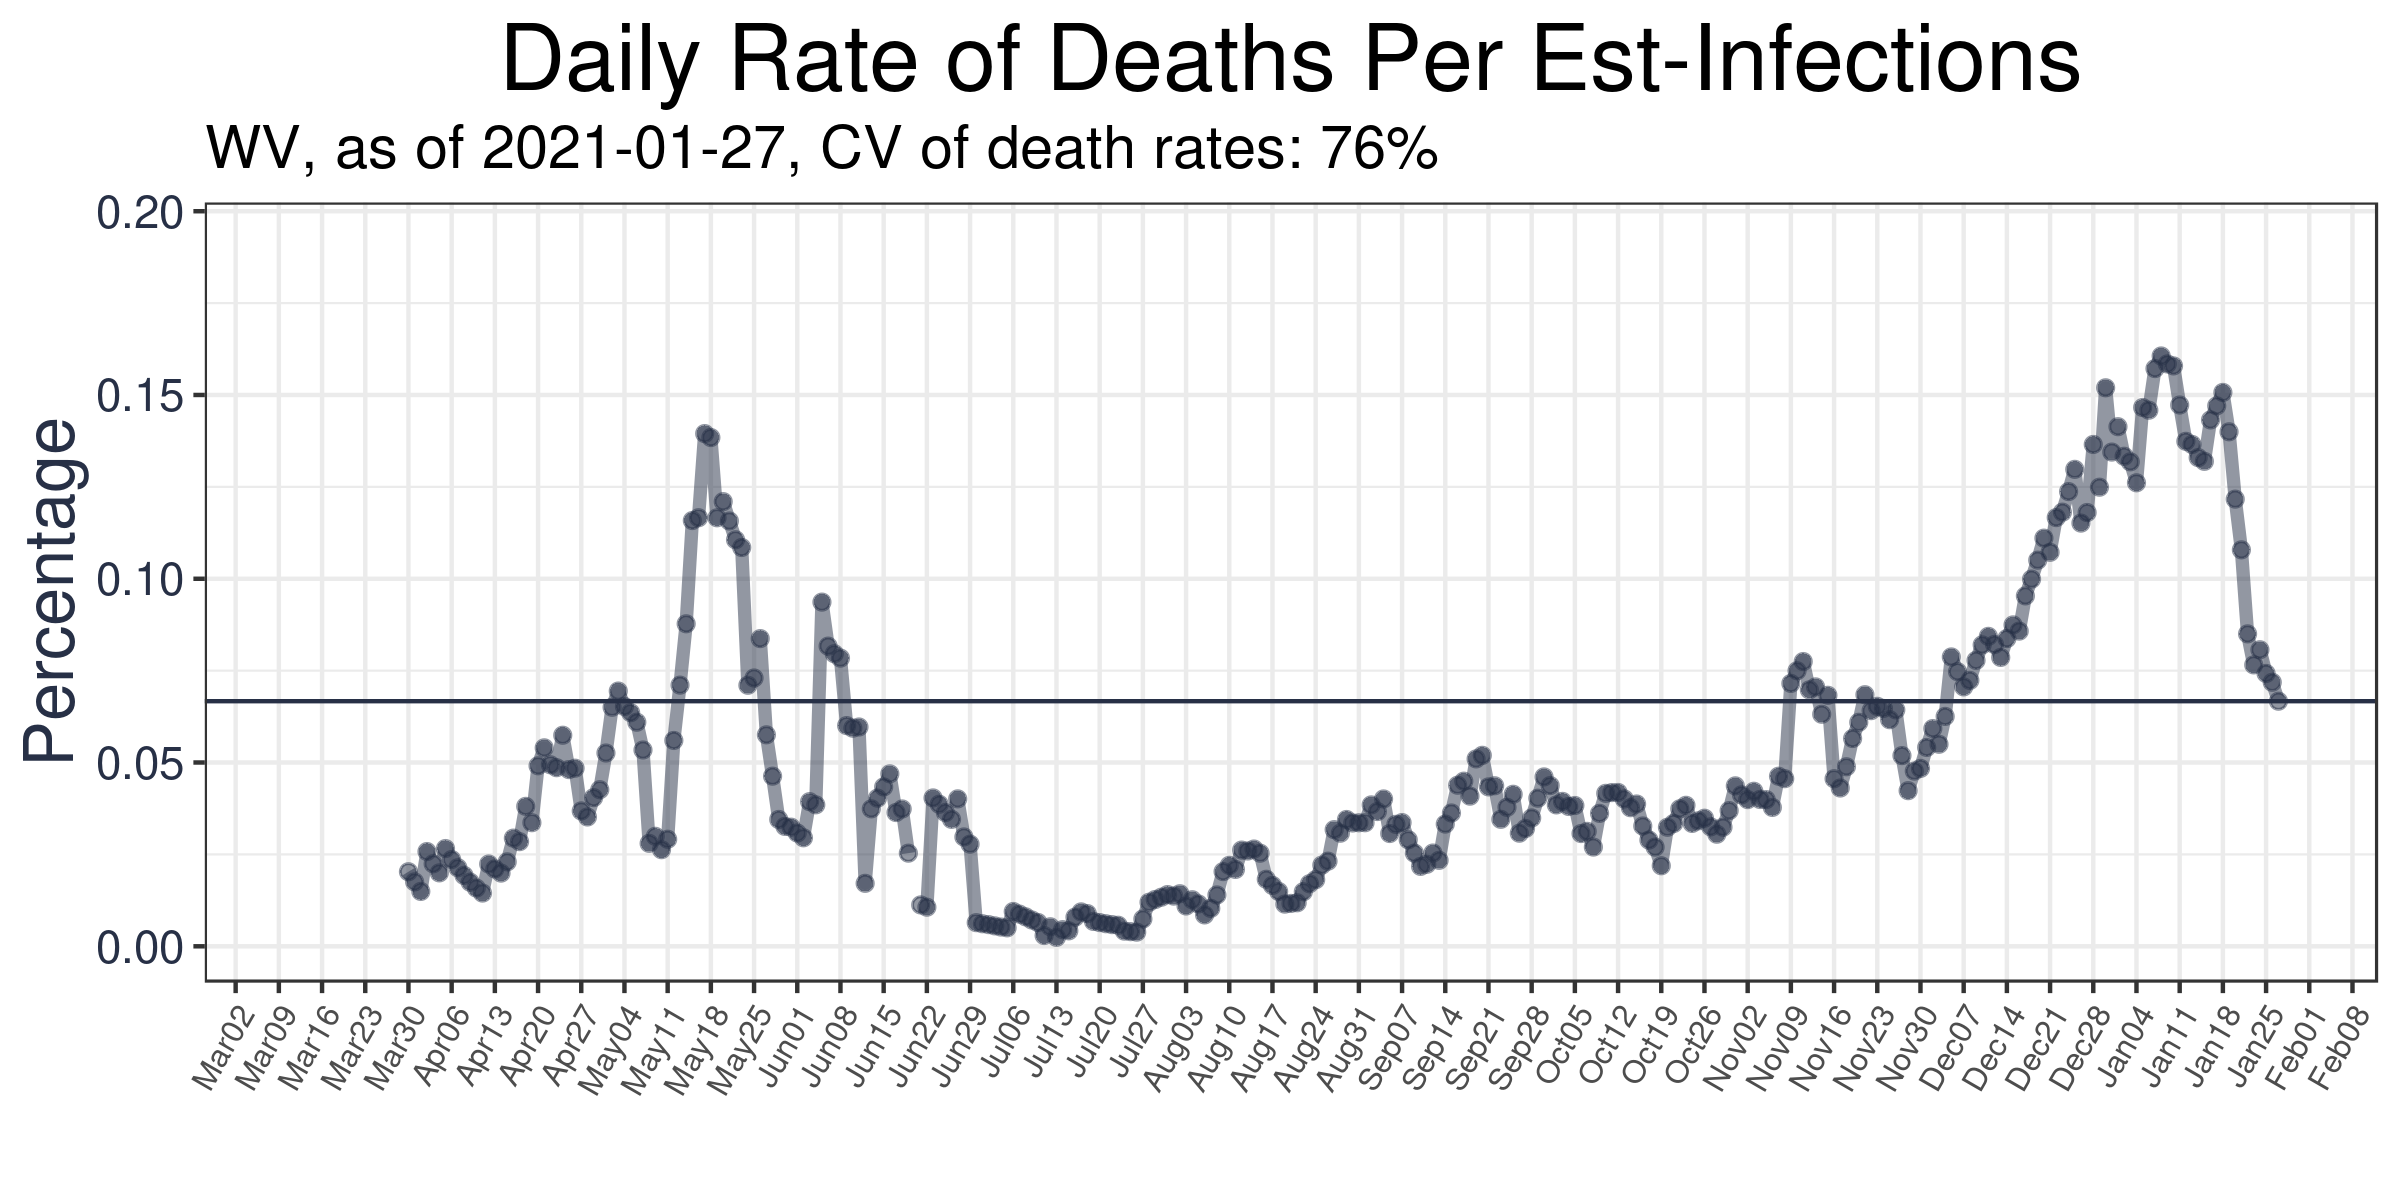 Daily Rate of Deaths Per Est-Infections
WV, as of 2021-01-27, CV of death rates: 76%
Percentage
0.20
0.15
0.10
0.05
0.00
Mar02
Mar09
Mar16
Mar23
Mar30
Apr06
Apr13
Apr20
Apr27
May04
May11
May18
May25
Jun01
Jun08
Jun15
Jun22
Jun29
Jul06
Jul13
Jul20
Jul27
Aug03
Aug10
Aug17
Aug24
Aug31
Sep07
Sep14
Sep21
Sep28
Oct05
Oct12
Oct19
Oct26
Nov02
Nov09
Nov16
Nov23
Nov30
Dec07
Dec14
Dec21
Dec28
Jan04
Jan11
Jan18
Jan25
Feb01
Feb08